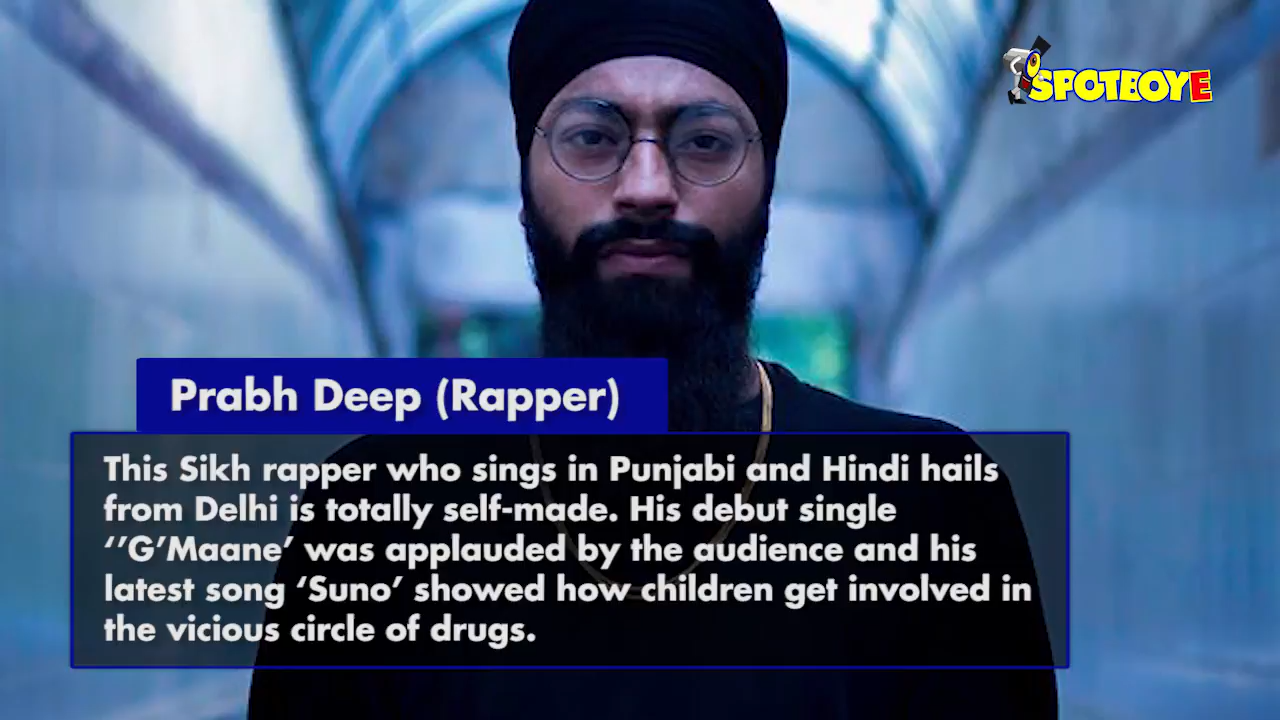 SPOTBOYE
Prabh Deep (Rapper)
This Sikh rapper who sings in Punjabi and Hindi hails
from Delhi is totally self-made. His debut single
‘’G’Maane’ was applauded by the audience and his
latest song ‘Suno’ showed how children get involved in
the vicious circle of drugs.